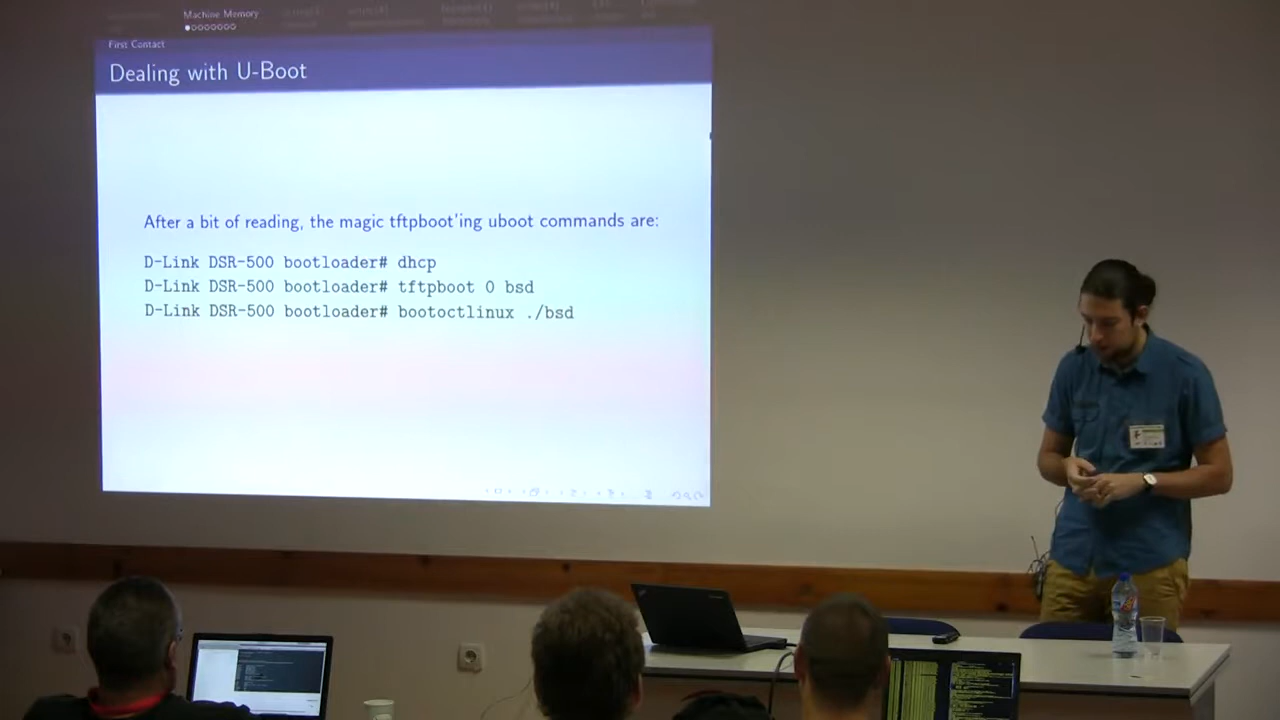 Machine Memory
First Contact
Dealing with U-Boot
After a bit of reading, the magic tftpboot'ing uboot commands are:
D-Link DSR-500 bootloader# dhcp
D-Link DSR-500 bootloader# tftpboot 0 bsd
D-Link DSR-500 bootloader# bootoctlinux ./bsd